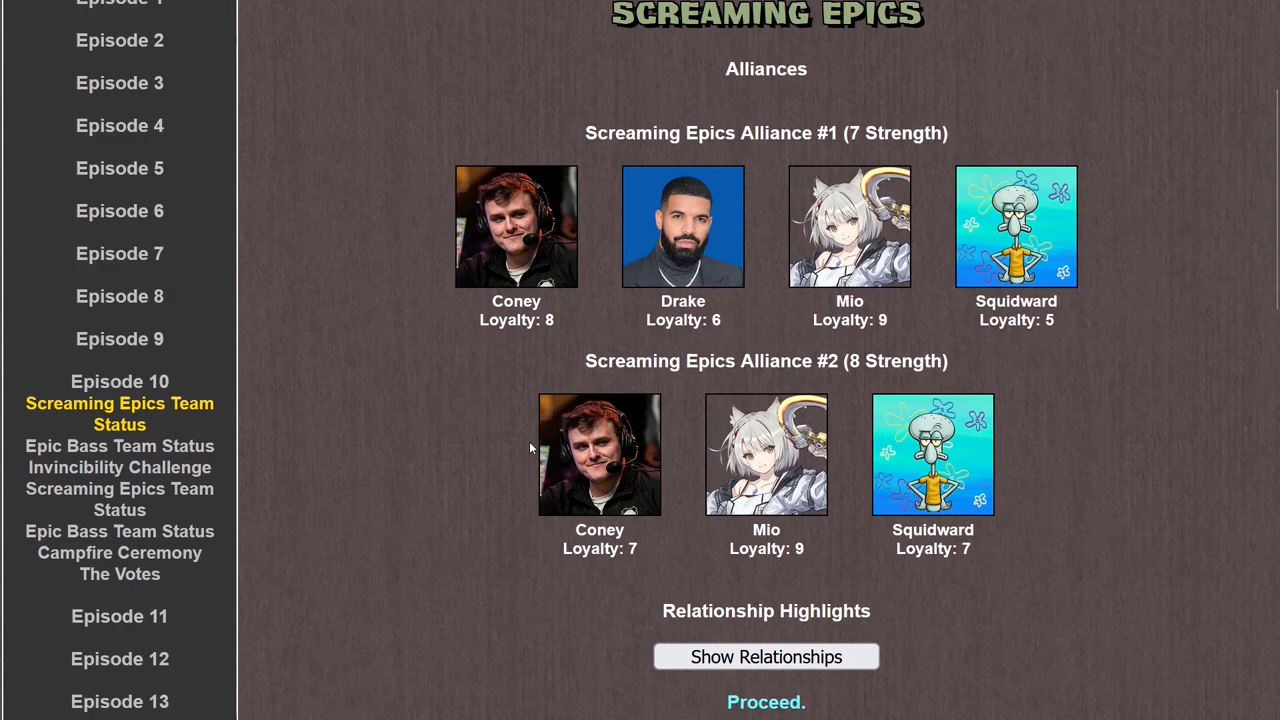 Episode 1
Episode 2
Episode 3
Episode 4
Episode 5
Episode 6
Episode 7
Episode 8
Episode 9
Episode 10
Screaming Epics Team
Status
Epic Bass Team Status
Invincibility Challenge
Screaming Epics Team
Status
Epic Bass Team Status
Campfire Ceremony
The Votes
Episode 11
Episode 12
Episode 13
SCREAMING EPICS
Alliances
Screaming Epics Alliance #1 (7 Strength)
Coney Drake Mio Squidward
Loyalty: 8 Loyalty: 6 Loyalty: 9 Loyalty: 5
Screaming Epics Alliance #2 (8 Strength)
Coney Mio Squidward
Loyalty: 7 Loyalty: 9 Loyalty: 7
Relationship Highlights
Show Relationships
Proceed.